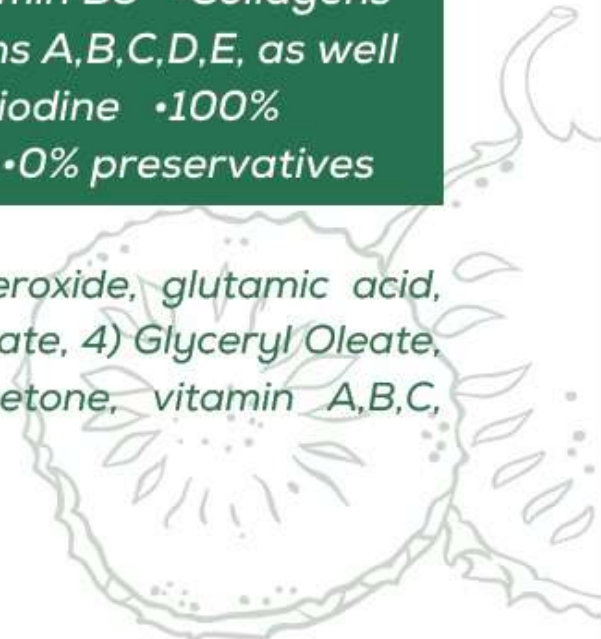 ns A,B,C,D,E, as well
iodine •100%
•0% preservatives
eroxide, glutamic acid,
ate, 4) Glyceryl Oleate,
etone, vitamin A,B,C,